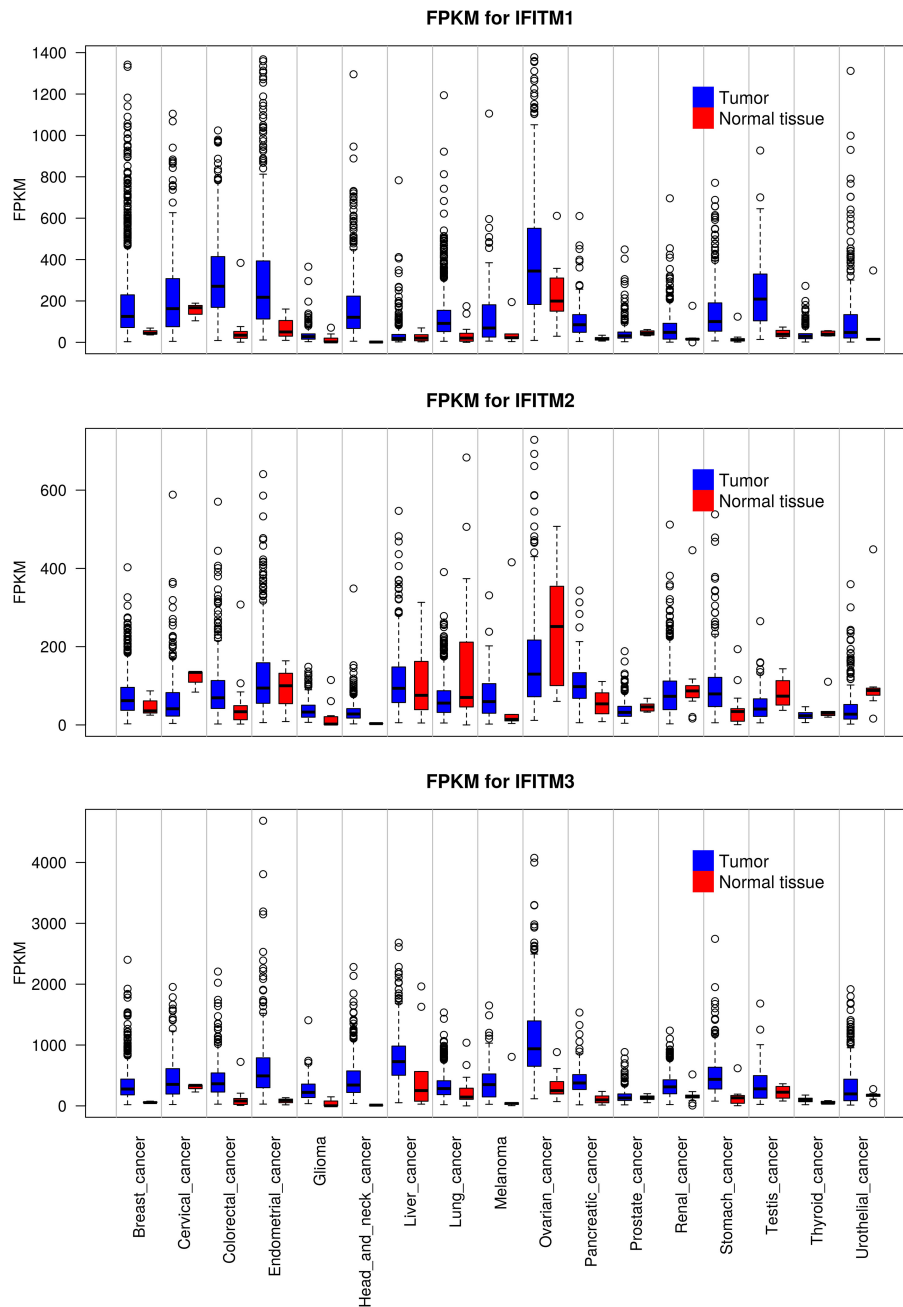 FPKM for IFITM1
FPKM
1400
1200
1000
800
600
400
200
0
Tumor
Normal tissue
FPKM for IFITM2
FPKM
600
400
200
0
Tumor
Normal tissue
FPKM for IFITM3
FPKM
4000
3000
2000
1000
0
Tumor
Normal tissue
Breast_cancer
Cervical_cancer
Colorectal_cancer
Endometrial_cancer
Glioma
Head_and_neck_cancer
Liver_cancer
Lung_cancer
Melanoma
Ovarian_cancer
Pancreatic_cancer
Prostate_cancer
Renal_cancer
Stomach_cancer
Testis_cancer
Thyroid_cancer
Urothelial_cancer